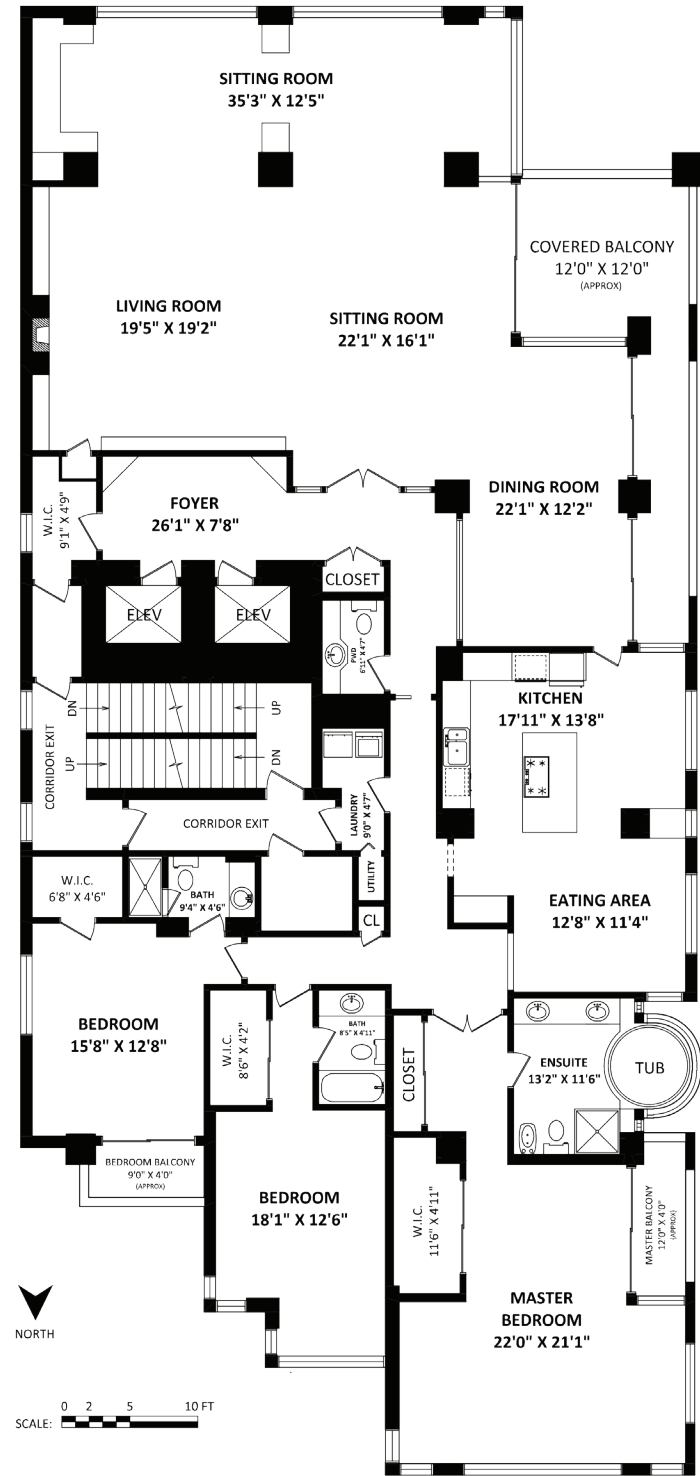 SITTING ROOM
35'3" X 12'5"
COVERED BALCONY
12'0" X 12'0"
(APPROX)
LIVING ROOM
19'5" X 19'2"
SITTING ROOM
22'1" X 16'1"
W.I.C.
9'1" X 4'9"
FOYER
26'1" X 7'8"
DINING ROOM
22'1" X 12'2"
ELEV
ELEV
CLOSET
PWD
6'11" X 4'7"
DN
UP
UP
DN
CORRIDOR EXIT
KITCHEN
17'11" X 13'8"
LAUNDRY
9'0" X 4'7"
CORRIDOR EXIT
UTILITY
W.I.C.
6'8" X 4'6"
BATH
9'4" X 4'6"
CL
EATING AREA
12'8" X 11'4"
BEDROOM
15'8" X 12'8"
W.I.C.
8'6" X 4'2"
BATH
8'5" X 4'11"
CLOSET
ENSUITE
13'2" X 11'6"
TUB
BEDROOM BALCONY
9'0" X 4'0"
(APPROX)
BEDROOM
18'1" X 12'6"
W.I.C.
11'6" X 4'11"
MASTER BALCONY
12'0" X 4'0"
(APPROX)
MASTER
BEDROOM
22'0" X 21'1"
NORTH
SCALE:
0 2 5 10 FT